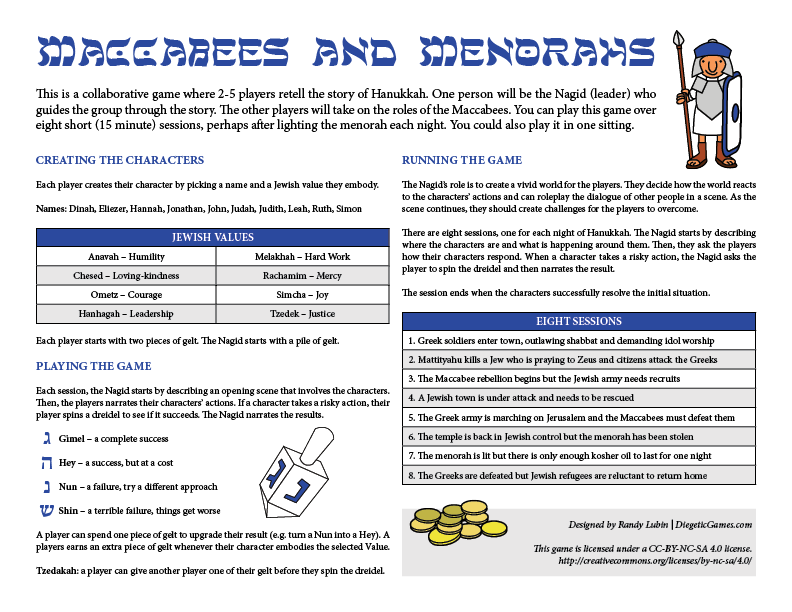 MACCABEES AND MENORAHS
This is a collaborative game where 2-5 players retell the story of Hanukkah. One person will be the Nagid (leader) who
guides the group through the story. The other players will take on the roles of the Maccabees. You can play this game over
eight short (15 minute) sessions, perhaps after lighting the menorah each night. You could also play it in one sitting.
CREATING THE CHARACTERS
Each player creates their character by picking a name and a Jewish value they embody.
Names: Dinah, Eliezer, Hannah, Jonathan, John, Judah, Judith, Leah, Ruth, Simon
JEWISH VALUES
Anavah – Humility
Melakhah – Hard Work
Chesed – Loving-kindness
Rachamim – Mercy
Ometz – Courage
Simcha – Joy
Hanhagah – Leadership
Tzedek – Justice
Each player starts with two pieces of gelt. The Nagid starts with a pile of gelt.
PLAYING THE GAME
Each session, the Nagid starts by describing an opening scene that involves the characters.
Then, the players narrates their characters' actions. If a character takes a risky action, their
player spins a dreidel to see if it succeeds. The Nagid narrates the results.
ג Gimel – a complete success
ה Hey – a success, but at a cost
נ Nun – a failure, try a different approach
ש Shin – a terrible failure, things get worse
ג נ
A player can spend one piece of gelt to upgrade their result (e.g. turn a Nun into a Hey). A
players earns an extra piece of gelt whenever their character embodies the selected Value.
Tzedakah: a player can give another player one of their gelt before they spin the dreidel.
RUNNING THE GAME
The Nagid's role is to create a vivid world for the players. They decide how the world reacts
to the characters' actions and can roleplay the dialogue of other people in a scene. As the
scene continues, they should create challenges for the players to overcome.
There are eight sessions, one for each night of Hanukkah. The Nagid starts by describing
where the characters are and what is happening around them. Then, they ask the players
how their characters respond. When a character takes a risky action, the Nagid asks the
player to spin the dreidel and then narrates the result.
The session ends when the characters successfully resolve the initial situation.
EIGHT SESSIONS
1. Greek soldiers enter town, outlawing shabbat and demanding idol worship
2. Mattityahu kills a Jew who is praying to Zeus and citizens attack the Greeks
3. The Maccabee rebellion begins but the Jewish army needs recruits
4. A Jewish town is under attack and needs to be rescued
5. The Greek army is marching on Jerusalem and the Maccabees must defeat them
6. The temple is back in Jewish control but the menorah has been stolen
7. The menorah is lit but there is only enough kosher oil to last for one night
8. The Greeks are defeated but Jewish refugees are reluctant to return home
Designed by Randy Lubin | DiegeticGames.com
This game is licensed under a CC-BY-NC-SA 4.0 license.
http://creativecommons.org/licenses/by-nc-sa/4.0/